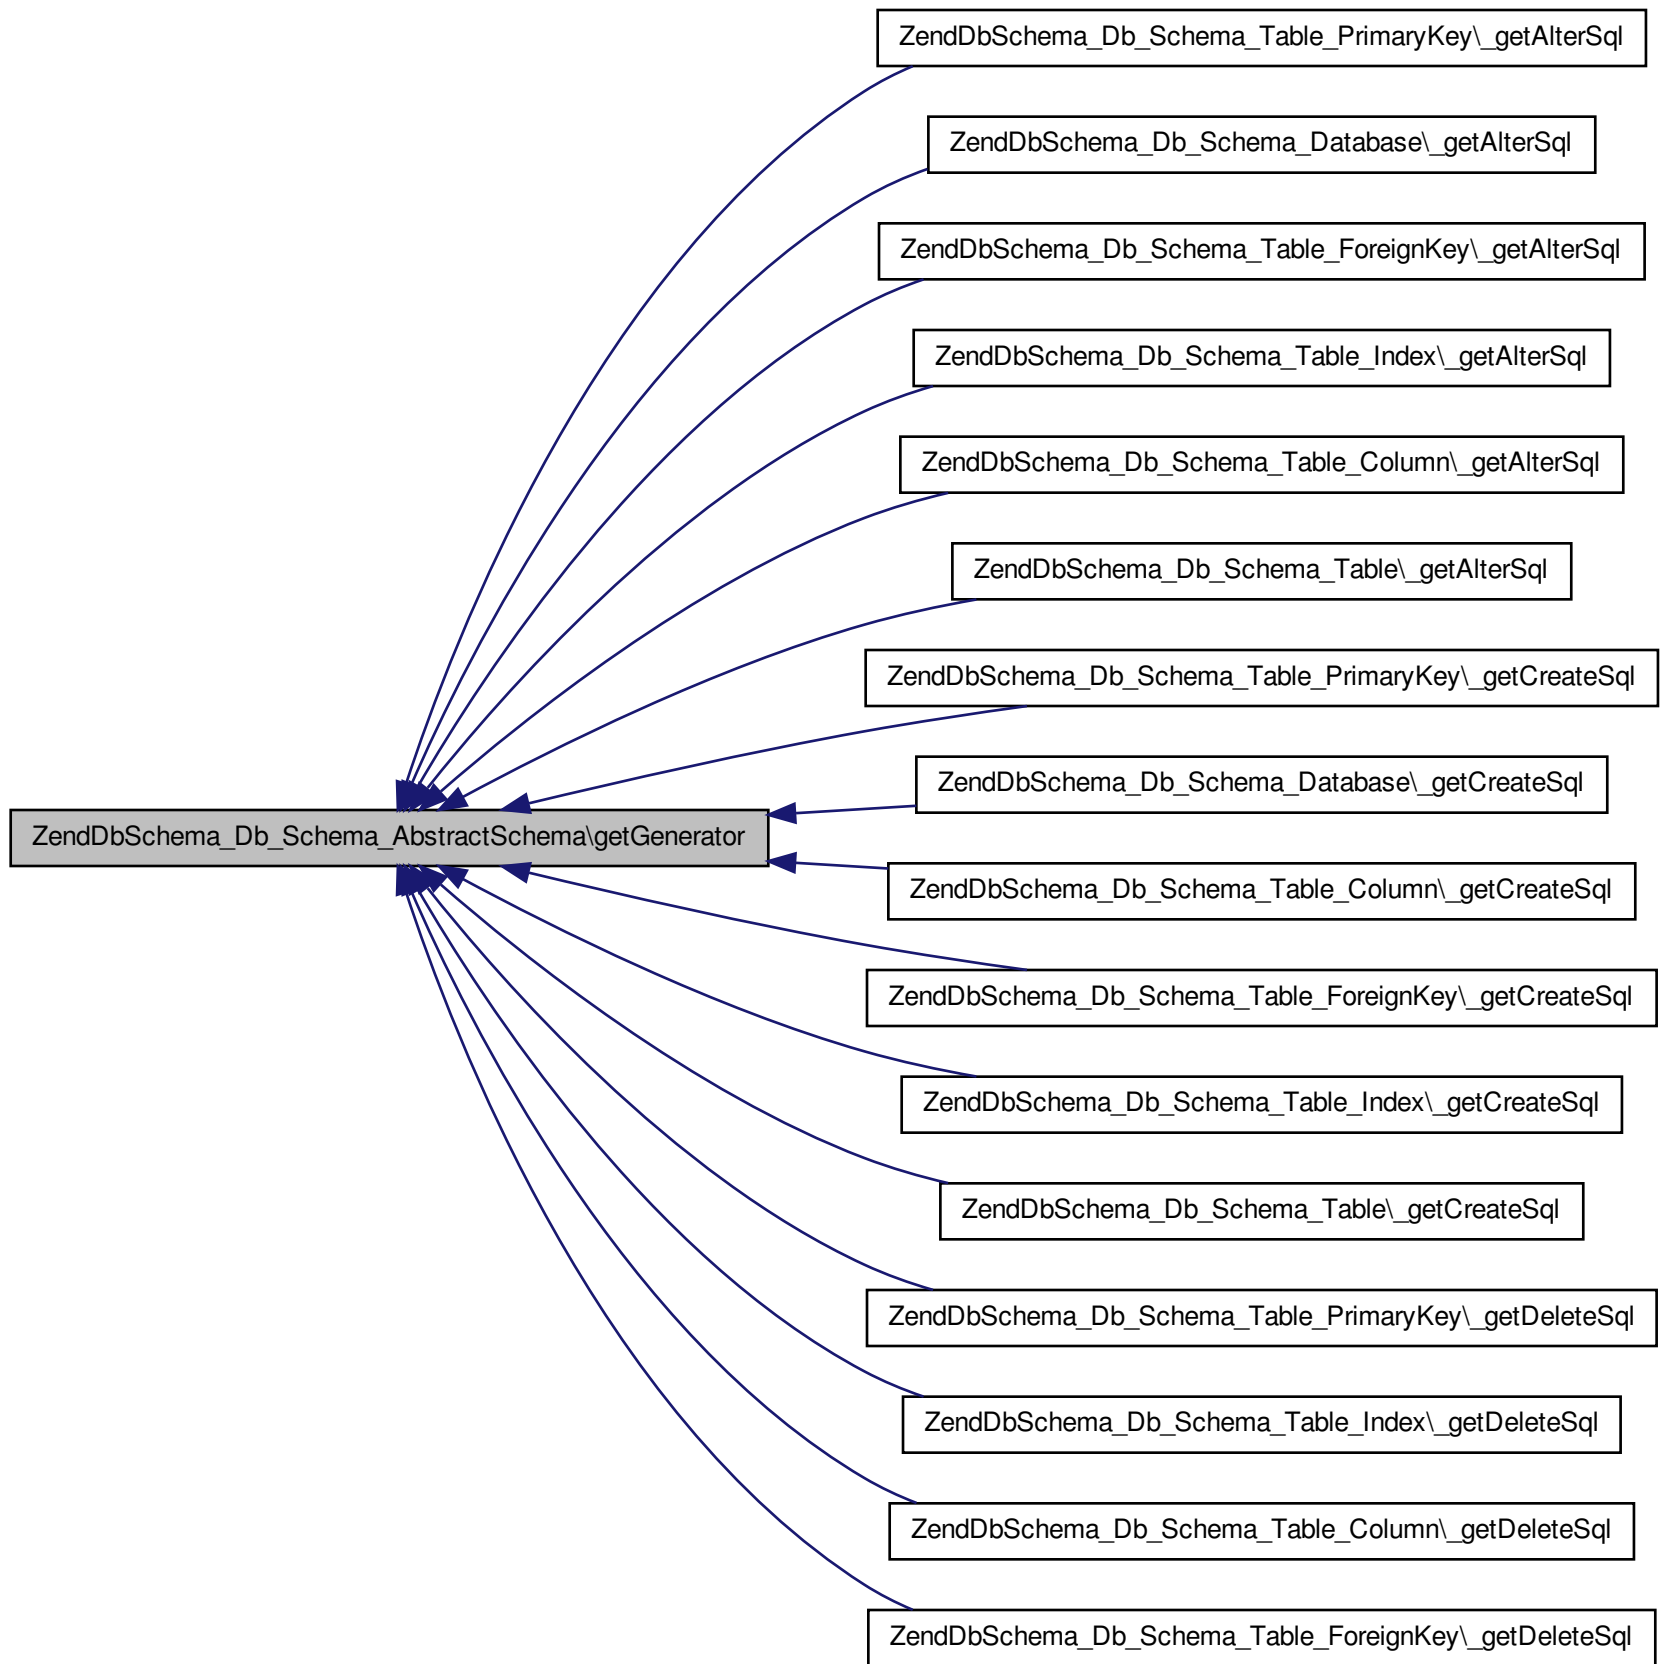 ZendDbSchema_Db_Schema_Table_PrimaryKey\_getAlterSql
ZendDbSchema_Db_Schema_Database\_getAlterSql
ZendDbSchema_Db_Schema_Table_ForeignKey\_getAlterSql
ZendDbSchema_Db_Schema_Table_Index\_getAlterSql
ZendDbSchema_Db_Schema_Table_Column\_getAlterSql
ZendDbSchema_Db_Schema_Table\_getAlterSql
ZendDbSchema_Db_Schema_Table_PrimaryKey\_getCreateSql
ZendDbSchema_Db_Schema_Database\_getCreateSql
ZendDbSchema_Db_Schema_AbstractSchema\getGenerator
ZendDbSchema_Db_Schema_Table_Column\_getCreateSql
ZendDbSchema_Db_Schema_Table_ForeignKey\_getCreateSql
ZendDbSchema_Db_Schema_Table_Index\_getCreateSql
ZendDbSchema_Db_Schema_Table\_getCreateSql
ZendDbSchema_Db_Schema_Table_PrimaryKey\_getDeleteSql
ZendDbSchema_Db_Schema_Table_Index\_getDeleteSql
ZendDbSchema_Db_Schema_Table_Column\_getDeleteSql
ZendDbSchema_Db_Schema_Table_ForeignKey\_getDeleteSql